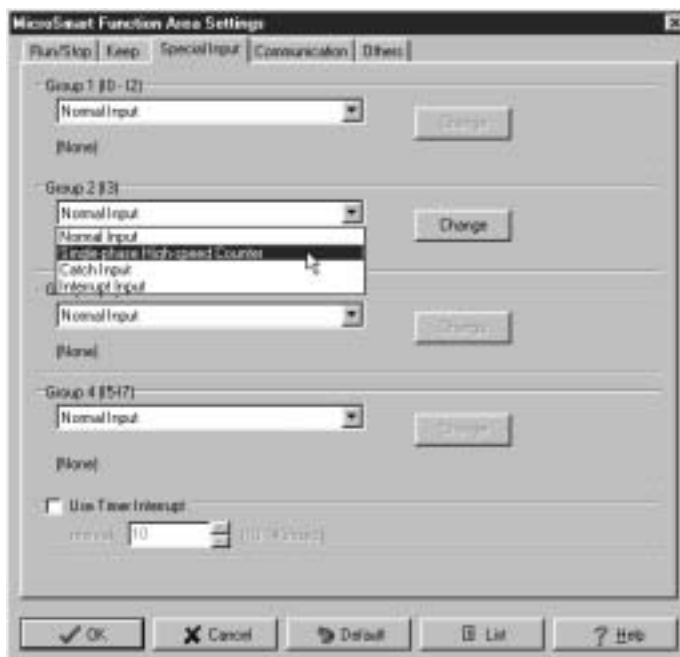 MicroSmart Function Area Settings
Run/Stop Keep Special Input Communication Others
Group 1 (I0 - I2)
Normal Input
Change
(None)
Group 2 (I3)
Normal Input
Change
Normal Input
Single-phase High-speed Counter
Catch Input
Interrupt Input
Normal Input
Change
(None)
Group 4 (I5-I7)
Normal Input
Change
(None)
Use Timer Interrupt
Interval 10
OK Cancel Default List ? Help